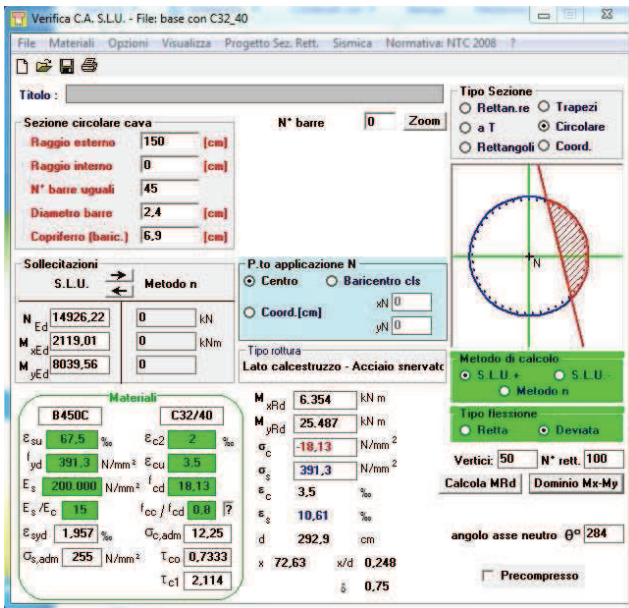 Verifica C.A. S.L.U. - File: base con C32_40
File Materiali Opzioni Visualizza Progetto Sez. Rett. Sismica Normativa: NTC 2008 ?
Titolo :
Sezione circolare cava
Raggio esterno 150 [cm]
Raggio interno 0 [cm]
N° barre uguali 45
Diametro barre 2,4 [cm]
Copriferro (baric.) 6,9 [cm]
N° barre 0 Zoom
Tipo Sezione
Rettan.re Trapezi
a T Circolare
Rettangoli Coord.
N
Sollecitazioni
S.L.U. Metodo n
N Ed 14926,22 0 kN
M xEd 2119,01 0 kNm
M yEd 8039,56 0
P.to applicazione N
Centro Baricentro cls
Coord.[cm] xN 0
yN 0
Tipo rottura
Lato calcestruzzo - Acciaio snervato
Metodo di calcolo
S.L.U.+ S.L.U.-
Metodo n
Tipo flessione
Retta Deviata
Vertici: 50 N° rett. 100
Calcola MRd Dominio Mx-My
angolo asse neutro θ° 284
Precompresso
Materiali
B450C C32/40
εsu 67,5 ‰ εc2 2 ‰
fyd 391,3 N/mm² εcu 3,5
Es 200.000 N/mm² fcd 18,13
Es/Ec 15 fcc/fcd 0,8 ?
εsyd 1,957 ‰ σc,adm 12,25
σs,adm 255 N/mm² τco 0,7333
τc1 2,114
M xRd 6.354 kN m
M yRd 25.487 kN m
σc -18,13 N/mm²
σs 391,3 N/mm²
εc 3,5 ‰
εs 10,61 ‰
d 292,9 cm
x 72,63 x/d 0,248
δ 0,75